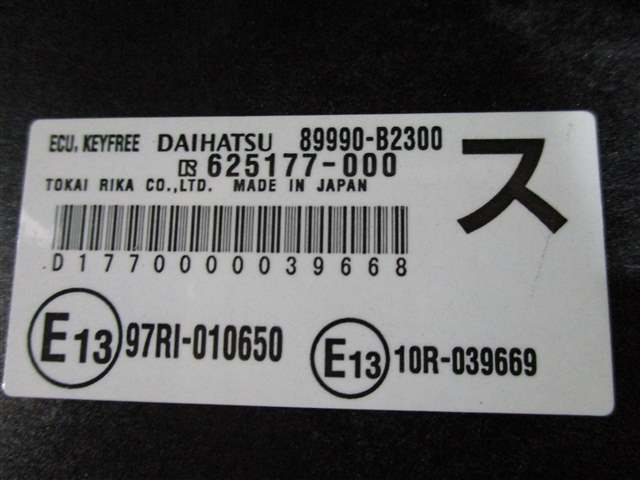 ECU, KEYFREE DAIHATSU 89990-B2300
625177-000
ス
TOKAI RIKA CO.,LTD. MADE IN JAPAN
D1770000039668
E13 97RI-010650
E13 10R-039669